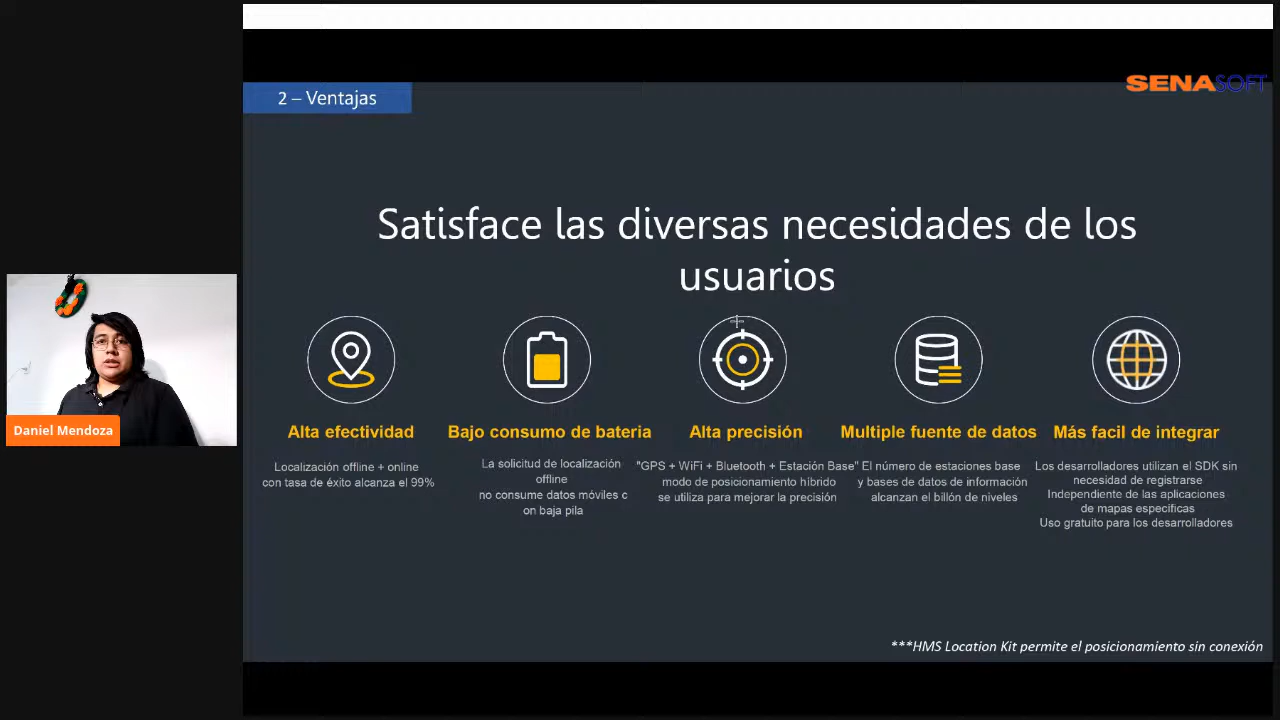 2 – Ventajas
SENASOFT
Satisface las diversas necesidades de los
usuarios
Alta efectividad
Localización offline + online
con tasa de éxito alcanza el 99%
Bajo consumo de bateria
La solicitud de localización
offline
no consume datos móviles c
on baja pila
Alta precisión
"GPS + WiFi + Bluetooth + Estación Base"
modo de posicionamiento híbrido
se utiliza para mejorar la precisión
Multiple fuente de datos
El número de estaciones base
y bases de datos de información
alcanzan el billón de niveles
Más facil de integrar
Los desarrolladores utilizan el SDK sin
necesidad de registrarse
Independiente de las aplicaciones
de mapas específicas
Uso gratuito para los desarrolladores
***HMS Location Kit permite el posicionamiento sin conexión
Daniel Mendoza